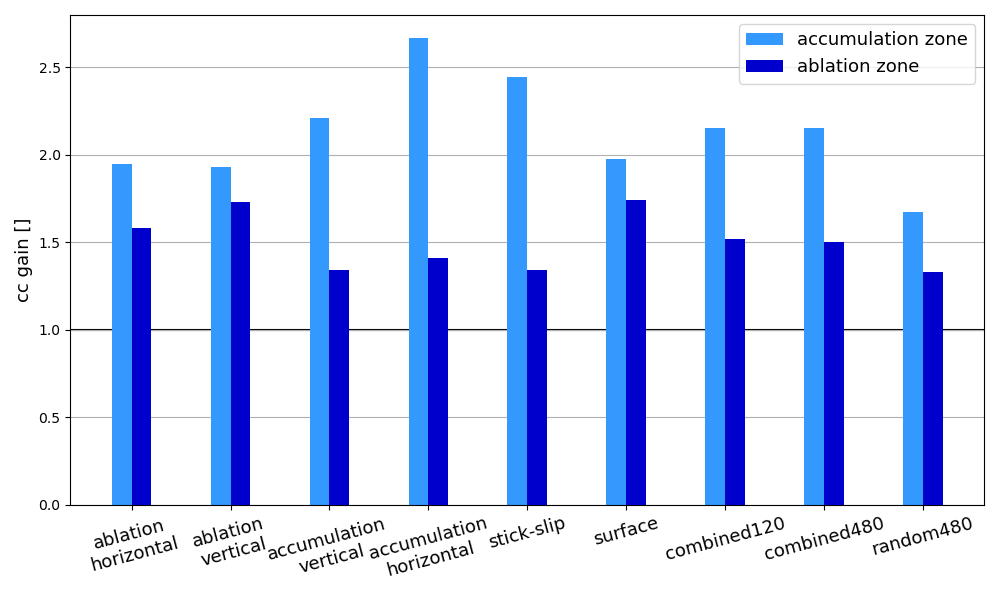 accumulation zone
ablation zone
cc gain []
2.5
2.0
1.5
1.0
0.5
0.0
ablation
horizontal
ablation
vertical
accumulation
vertical
accumulation
horizontal
stick-slip
surface
combined120
combined480
random480